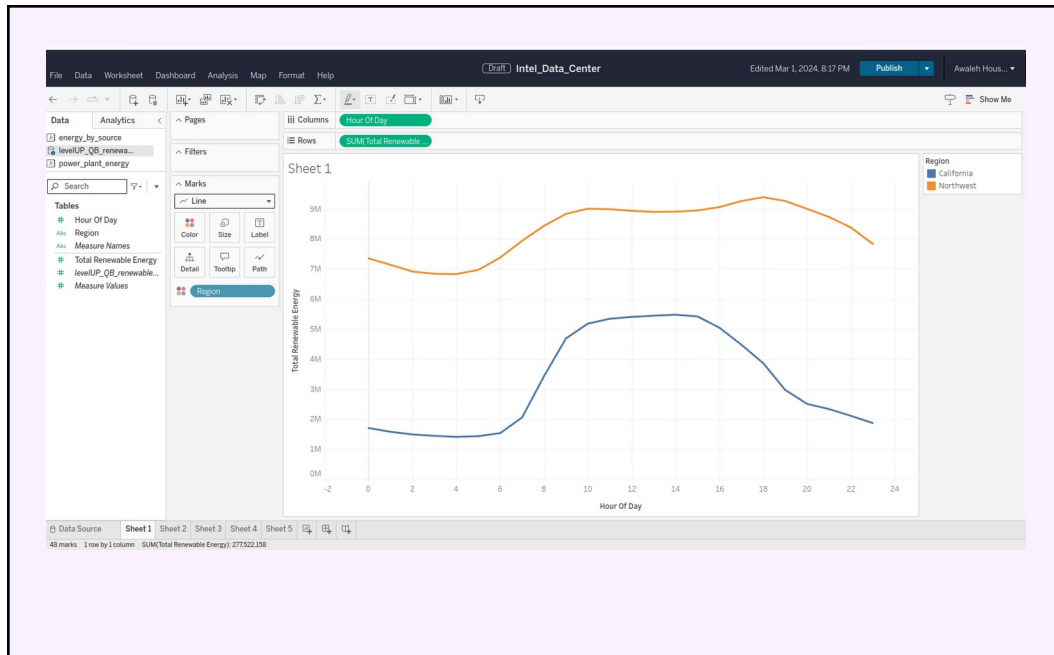 Draft Intel_Data_Center
Edited Mar 1, 2024, 8:17 PM
Publish
Awaleh Hous...
File Data Worksheet Dashboard Analysis Map Format Help
Show Me
Data Analytics
energy_by_source
levelUP_QB_renewa...
power_plant_energy
Search
Tables
Hour Of Day
Abc Region
Abc Measure Names
Total Renewable Energy
levelUP_QB_renewable...
Measure Values
Pages
Filters
Marks
Line
Color Size Label
Detail Tooltip Path
Region
Columns Hour Of Day
Rows SUM(Total Renewable ...
Sheet 1
Total Renewable Energy
9M
8M
7M
6M
5M
4M
3M
2M
1M
0M
-2 0 2 4 6 8 10 12 14 16 18 20 22 24
Hour Of Day
Region
California
Northwest
Data Source Sheet 1 Sheet 2 Sheet 3 Sheet 4 Sheet 5
48 marks 1 row by 1 column SUM(Total Renewable Energy): 277,522,158